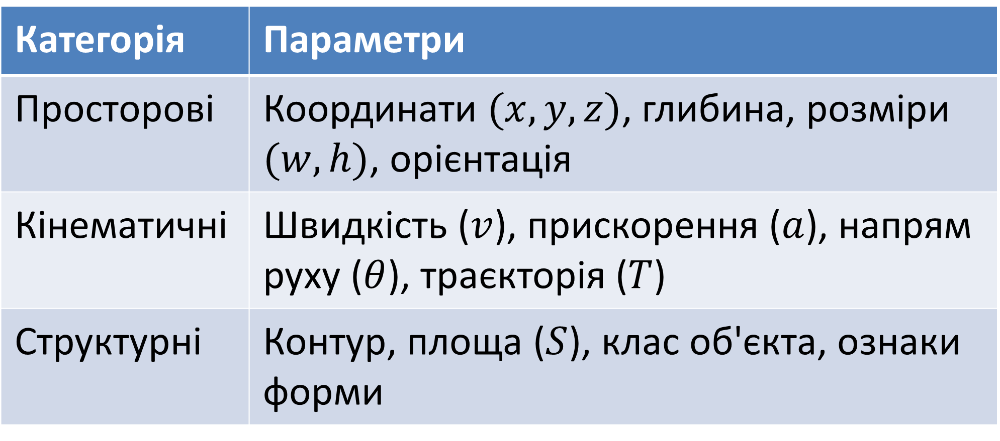 Категорія
Параметри
Просторові
Координати (x, y, z), глибина, розміри
(w, h), орієнтація
Кінематичні
Швидкість (v), прискорення (a), напрям
руху (θ), траєкторія (T)
Структурні
Контур, площа (S), клас об'єкта, ознаки
форми